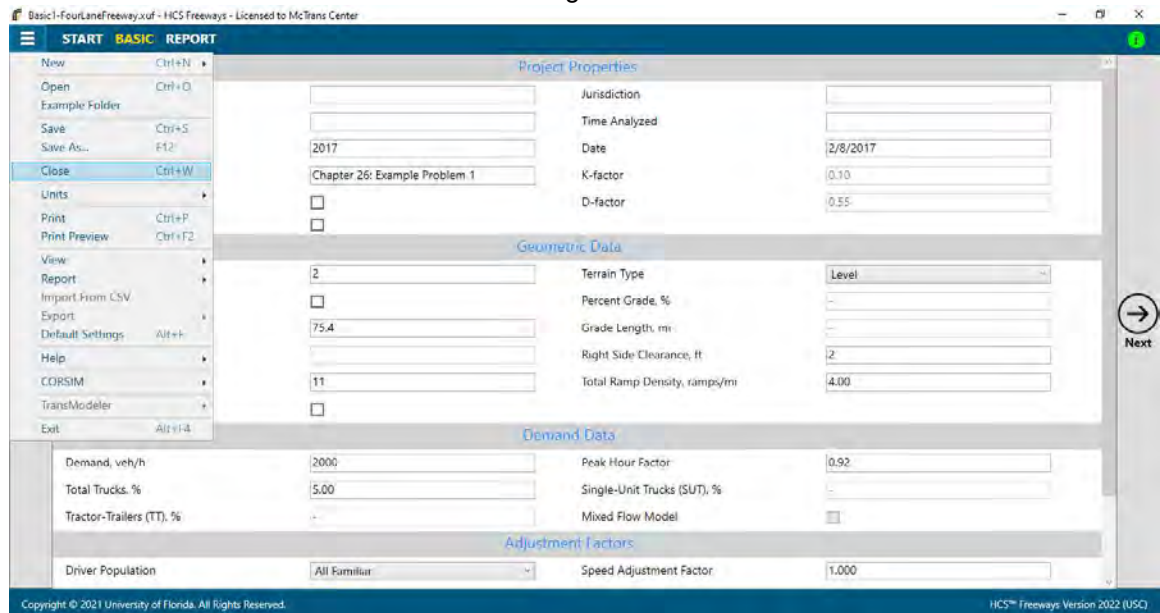 Basic1-FourLaneFreeway.xuf - HCS Freeways - Licensed to McTrans Center
START BASIC REPORT
New Ctrl+N
Open Ctrl+O
Example Folder
Save Ctrl+S
Save As... F12
Close Ctrl+W
Units
Print Ctrl+P
Print Preview Ctrl+F2
View
Report
Import From CSV
Export
Default Settings
Help
CORSIM
TransModeler
Exit Alt+F4
Project Properties
Jurisdiction
Time Analyzed
2017 Date 2/8/2017
Chapter 26: Example Problem 1 K-factor 0.10
D-factor 0.55
Geometric Data
2 Terrain Type Level
Percent Grade, % -
75.4 Grade Length, mi -
Right Side Clearance, ft 2
11 Total Ramp Density, ramps/mi 4.00
Next
Demand Data
Demand, veh/h 2000 Peak Hour Factor 0.92
Total Trucks, % 5.00 Single-Unit Trucks (SUT), % -
Tractor-Trailers (TT), % - Mixed Flow Model
Adjustment Factors
Driver Population All Familiar Speed Adjustment Factor 1.000
Copyright © 2021 University of Florida. All Rights Reserved. HCS™ Freeways Version 2022 (USC)